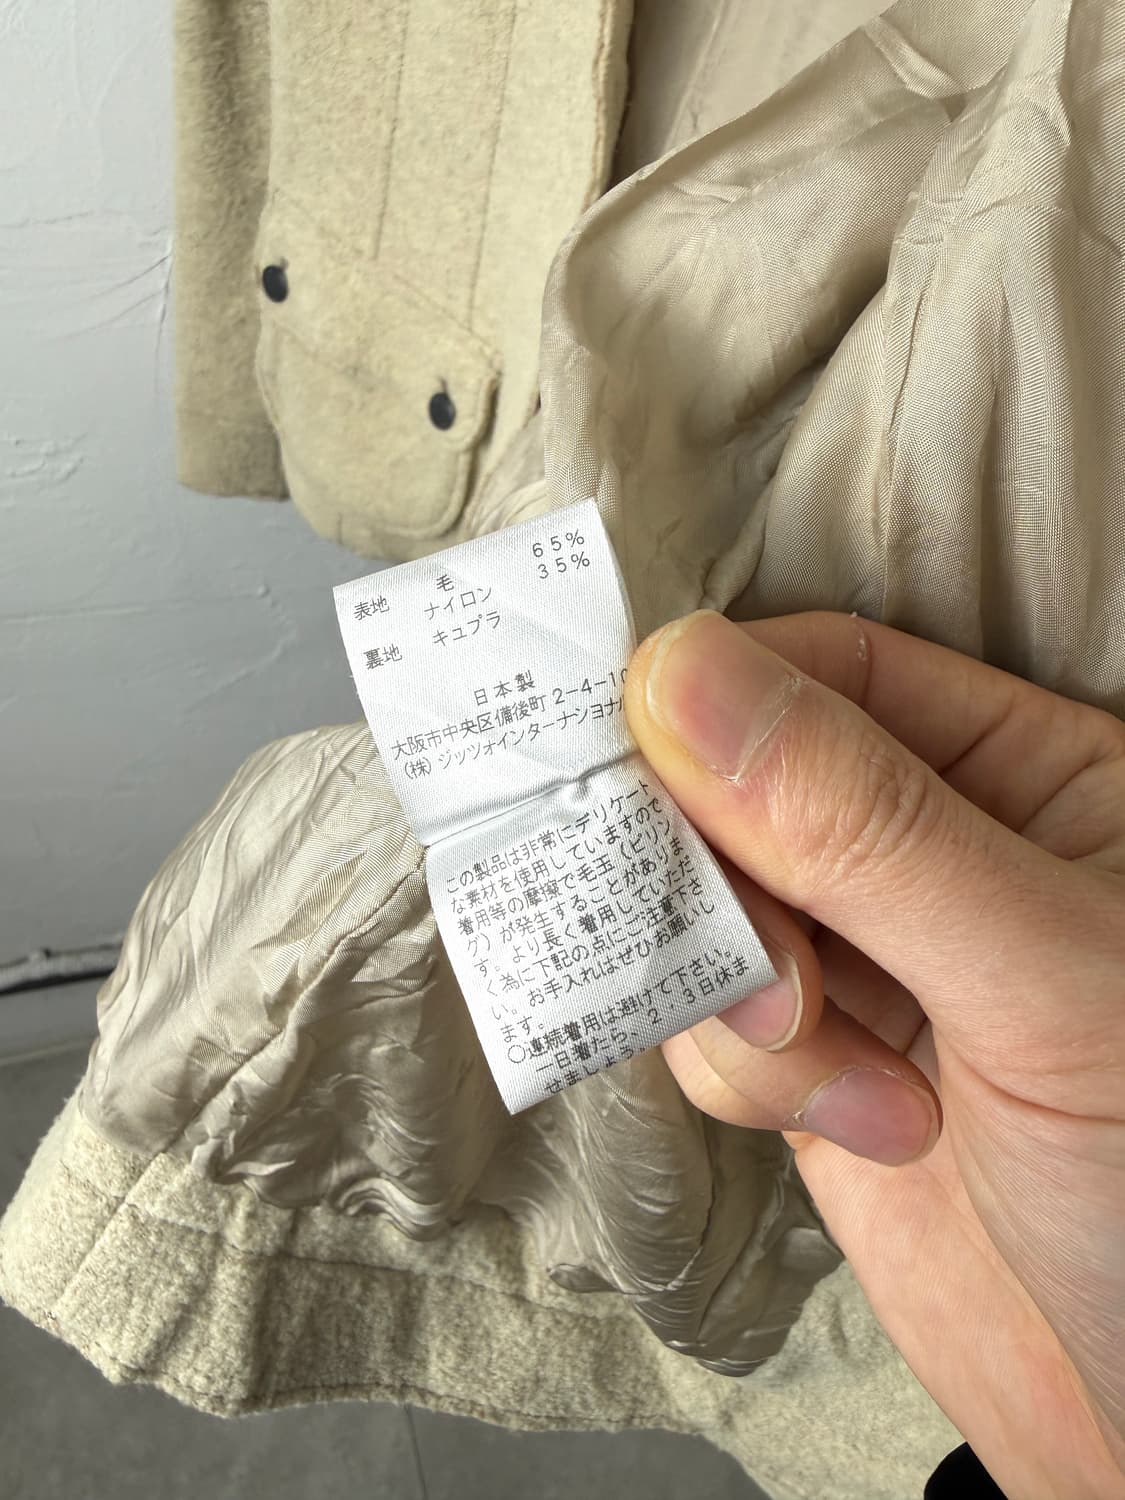 表地 毛 65%
ナイロン 35%
裏地 キュプラ
日本製
大阪市中央区備後町2-4-10
(株)ジッツォインターナショナル
この製品は非常にデリケート
な素材を使用していますので
着用等の摩擦で毛玉(ピリン
グ)が発生することがありま
す。より長く着用していただ
く為に下記の点にご注意下さ
い。お手入れはぜひお願いし
ます。
○連続着用は避けて下さい。
一日着たら、2,3日休ま
せましょう